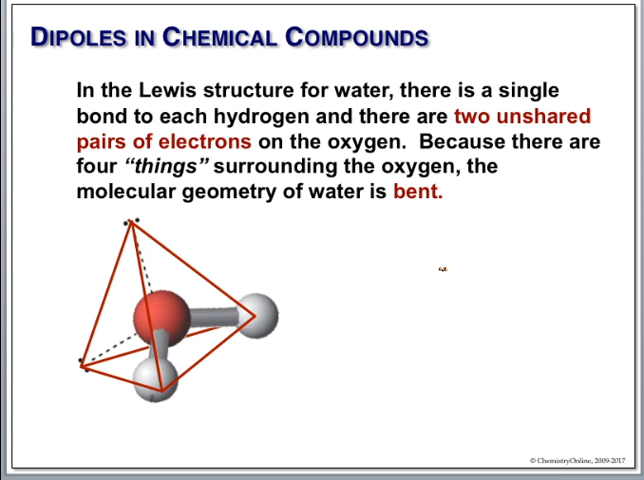 DIPOLES IN CHEMICAL COMPOUNDS
In the Lewis structure for water, there is a single
bond to each hydrogen and there are two unshared
pairs of electrons on the oxygen. Because there are
four “things” surrounding the oxygen, the
molecular geometry of water is bent.
© ChemistryOnline, 2009-2017